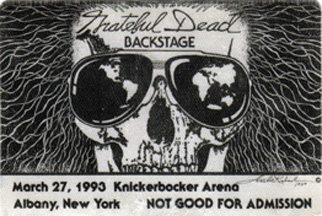 Grateful Dead
BACKSTAGE
March 27, 1993 Knickerbocker Arena
Albany, New York NOT GOOD FOR ADMISSION